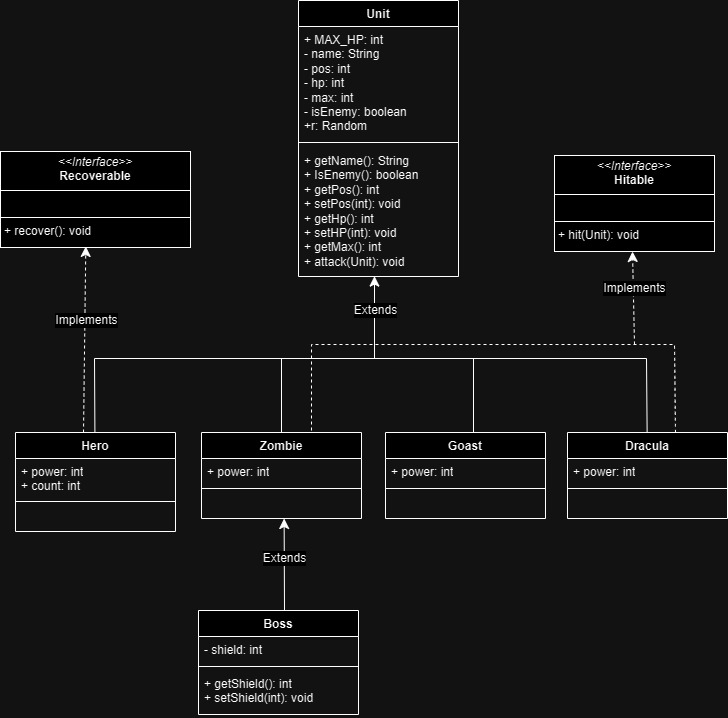 Unit
+ MAX_HP: int
- name: String
- pos: int
- hp: int
- max: int
- isEnemy: boolean
+r: Random
+ getName(): String
+ IsEnemy(): boolean
+ getPos(): int
+ setPos(int): void
+ getHp(): int
+ setHP(int): void
+ getMax(): int
+ attack(Unit): void
<<Interface>>
Recoverable
+ recover(): void
<<Interface>>
Hitable
+ hit(Unit): void
Implements
Extends
Implements
Hero
+ power: int
+ count: int
Zombie
+ power: int
Goast
+ power: int
Dracula
+ power: int
Extends
Boss
- shield: int
+ getShield(): int
+ setShield(int): void